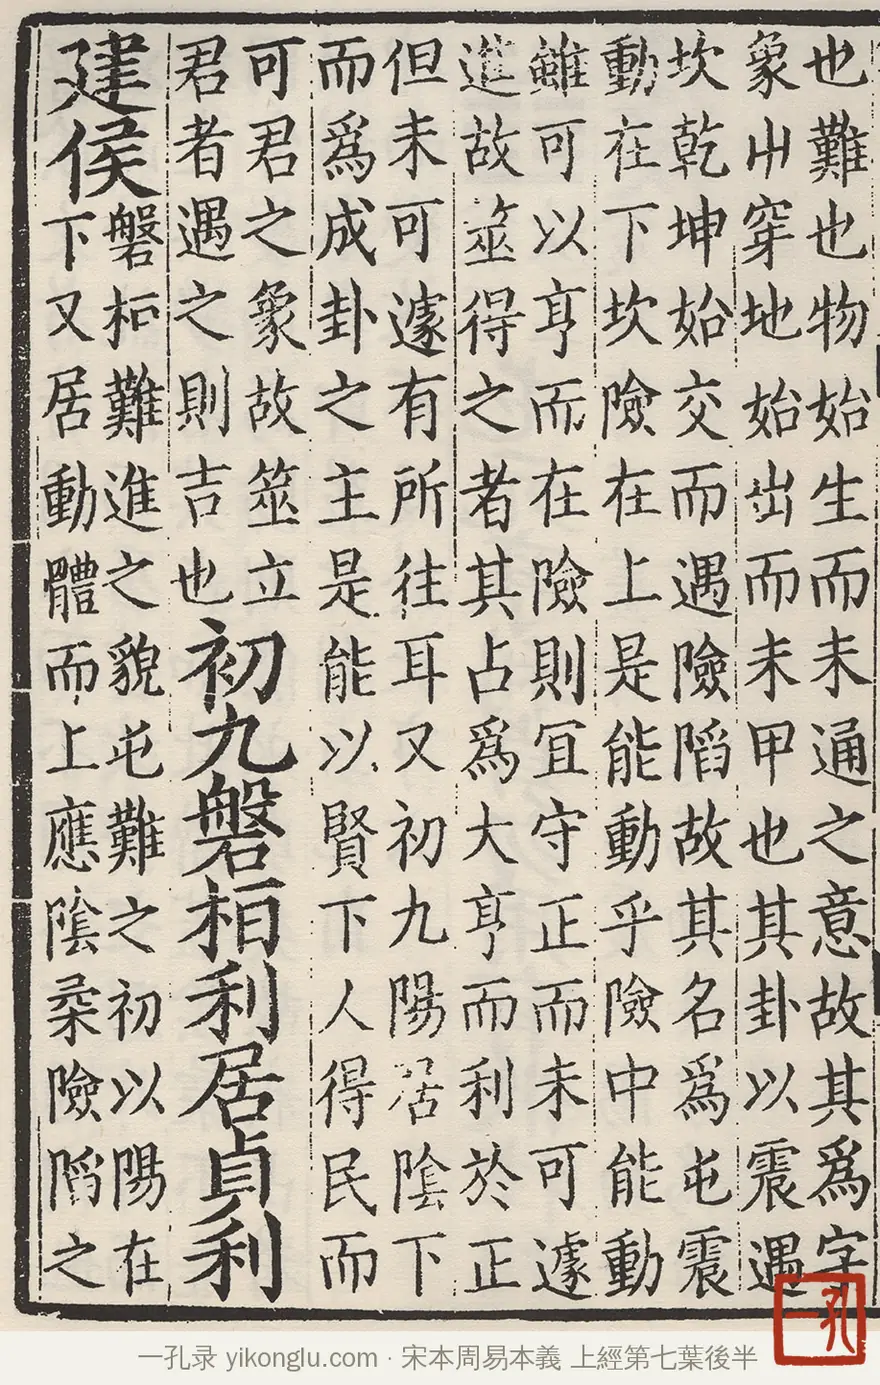 也難也物始生而未通之意故其爲字
象屮穿地始出而未甲也其卦以震遇
坎乾坤始交而遇險陷故其名爲屯震
動在下坎險在上是能動乎險中能動
雖可以亨而在險則宜守正而未可遽
進故筮得之者其占爲大亨而利於正
但未可遽有所往耳又初九陽居陰下
而爲成卦之主是能以賢下人得民而
可君之象故筮立
君者遇之則吉也
初九磐桓利居貞利
建侯
磐桓難進之貌屯難之初以陽在
下又居動體而上應陰柔險陷之
一孔
一孔录 yikonglu.com · 宋本周易本義 上經第七葉後半